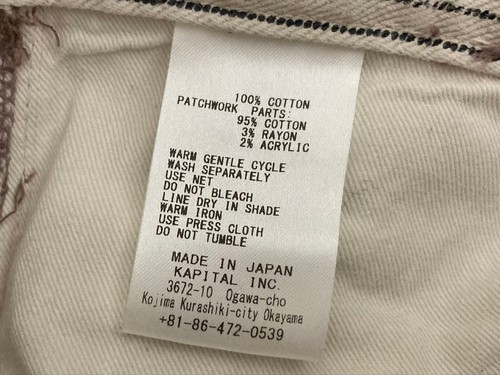 100% COTTON
PATCHWORK PARTS:
95% COTTON
3% RAYON
2% ACRYLIC
WARM GENTLE CYCLE
WASH SEPARATELY
USE NET
DO NOT BLEACH
LINE DRY IN SHADE
WARM IRON
USE PRESS CLOTH
DO NOT TUMBLE
MADE IN JAPAN
KAPITAL INC.
3672-10 Ogawa-cho
Kojima Kurashiki-city Okayama
+81-86-472-0539